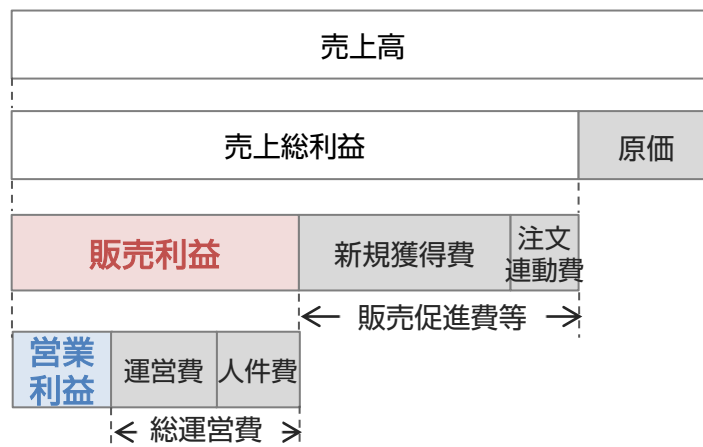 売上高
売上総利益
原価
販売利益
新規獲得費
注文
連動費
販売促進費等
営業
利益
運営費
人件費
総運営費